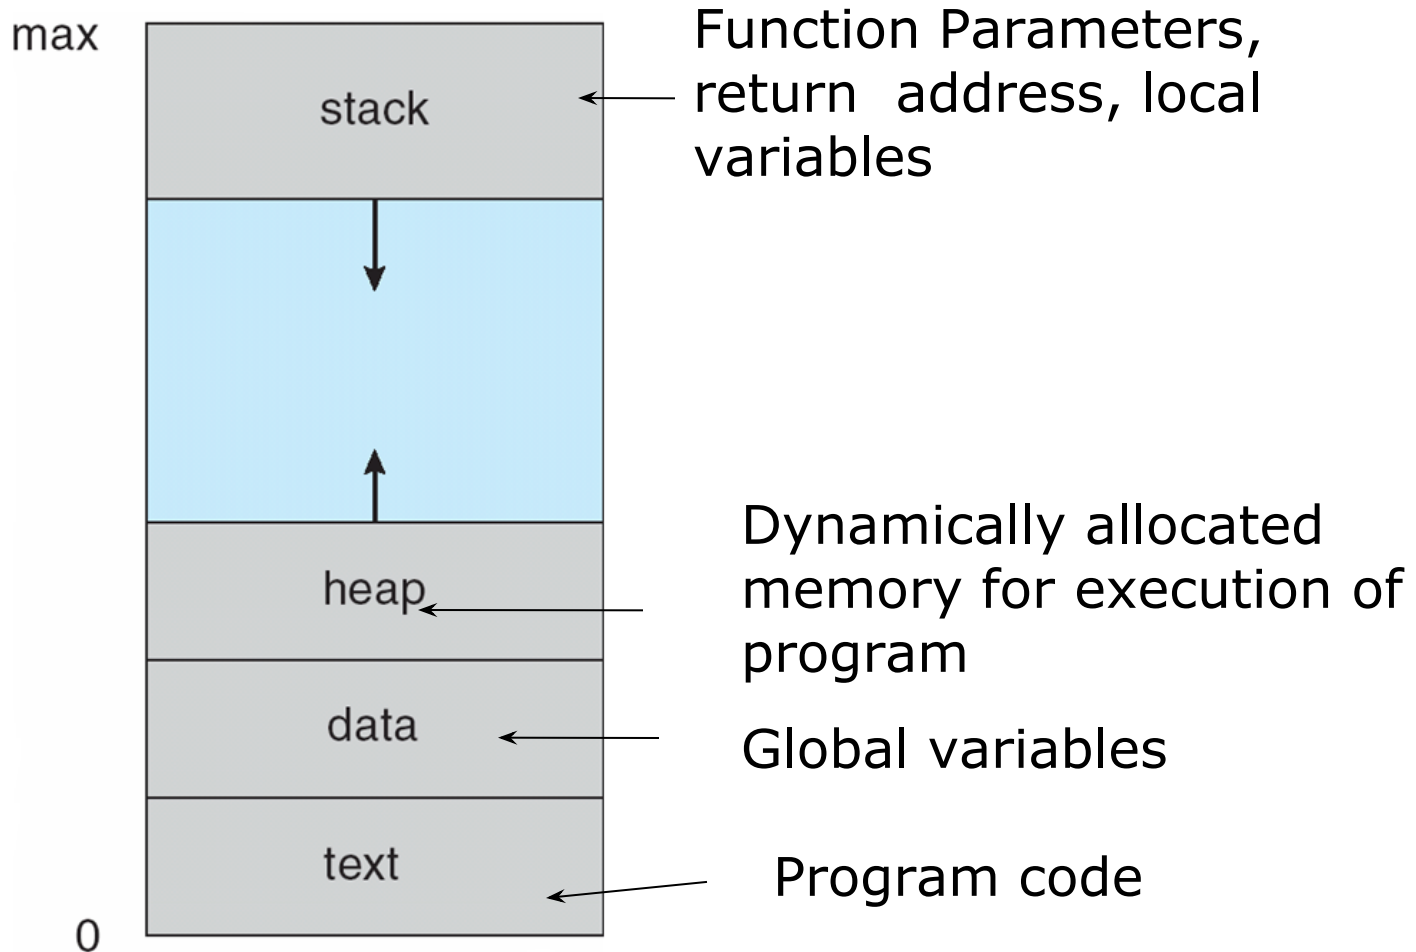 max
stack
Function Parameters,
return  address, local
variables
heap
Dynamically allocated
memory for execution of
program
data
Global variables
text
Program code
0